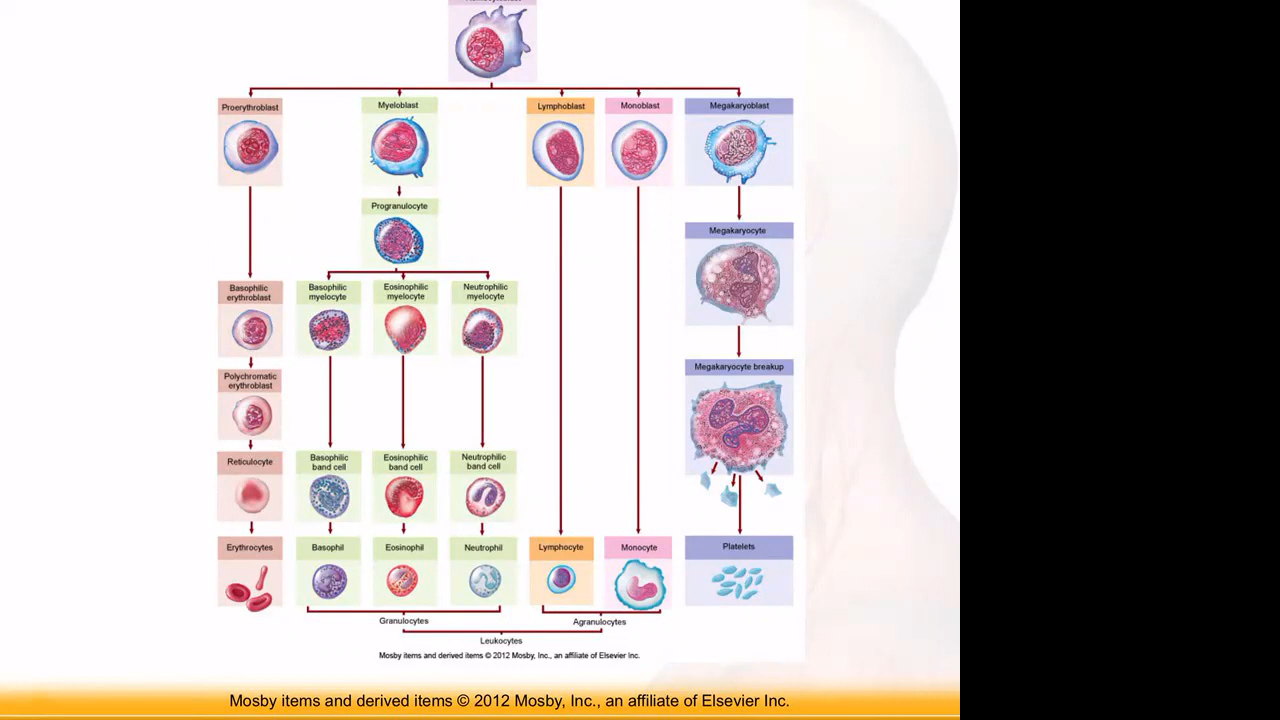 Proerythroblast
Myeloblast
Lymphoblast
Monoblast
Megakaryoblast
Progranulocyte
Megakaryocyte
Basophilic
erythroblast
Basophilic
myelocyte
Eosinophilic
myelocyte
Neutrophilic
myelocyte
Megakaryocyte breakup
Polychromatic
erythroblast
Reticulocyte
Basophilic
band cell
Eosinophilic
band cell
Neutrophilic
band cell
Erythrocytes
Basophil
Eosinophil
Neutrophil
Lymphocyte
Monocyte
Platelets
Granulocytes
Agranulocytes
Leukocytes
Mosby items and derived items © 2012 Mosby, Inc., an affiliate of Elsevier Inc.
Mosby items and derived items © 2012 Mosby, Inc., an affiliate of Elsevier Inc.